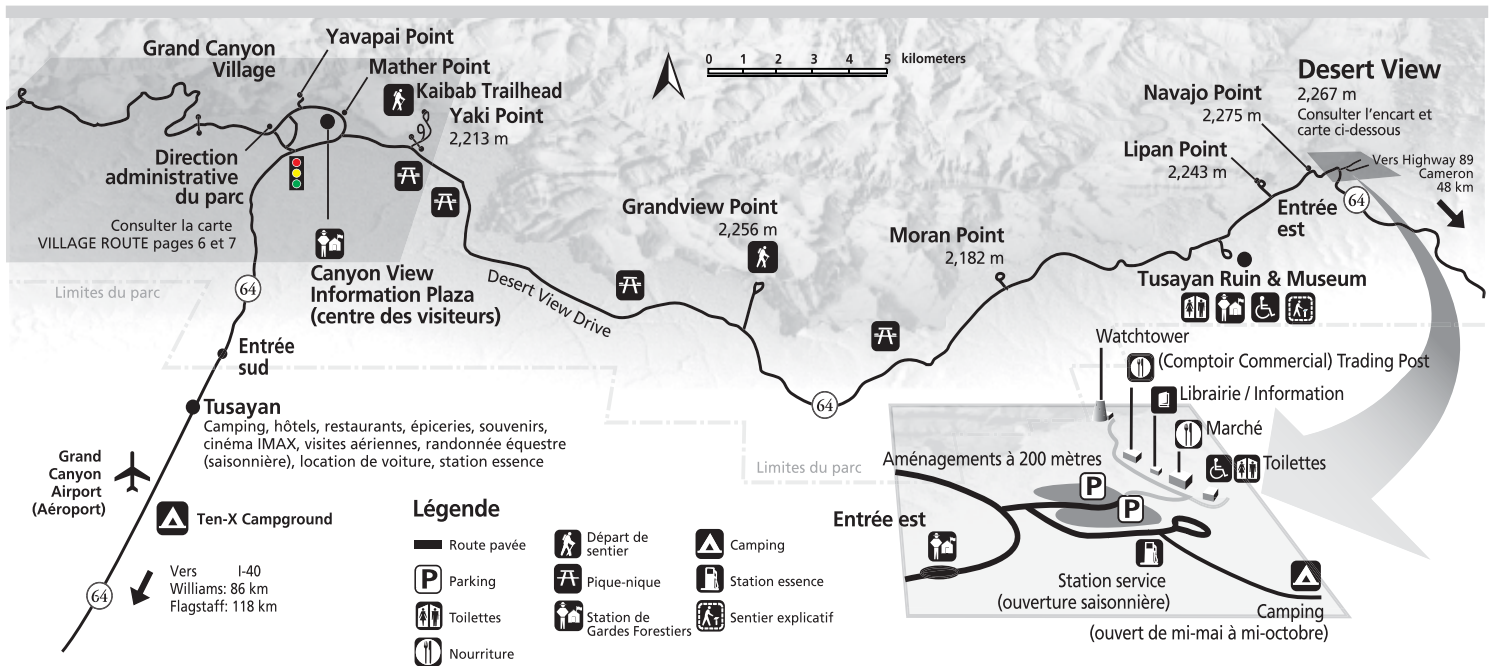 Yavapai Point
Grand Canyon
Village
Mather Point
Kaibab Trailhead
Yaki Point
2,213 m
0 1 2 3 4 5 kilometers
Desert View
2,267 m
Consulter l'encart et
carte ci-dessous
Navajo Point
2,275 m
Lipan Point
2,243 m
Vers Highway 89
Cameron
48 km
64
Entrée
est
Direction
administrative
du parc
Consulter la carte
VILLAGE ROUTE pages 6 et 7
Grandview Point
2,256 m
Moran Point
2,182 m
Tusayan Ruin & Museum
Canyon View
Information Plaza
(centre des visiteurs)
Desert View Drive
64
Limites du parc
Entrée
sud
64
Tusayan
Camping, hôtels, restaurants, épiceries, souvenirs,
cinéma IMAX, visites aériennes, randonnée équestre
(saisonnière), location de voiture, station essence
Grand
Canyon
Airport
(Aéroport)
Ten-X Campground
Vers I-40
Williams: 86 km
Flagstaff: 118 km
64
Limites du parc
Watchtower
(Comptoir Commercial) Trading Post
Librairie / Information
Marché
Toilettes
Aménagements à 200 mètres
P
P
Entrée est
Station service
(ouverture saisonnière)
Camping
(ouvert de mi-mai à mi-octobre)
Légende
Route pavée
P Parking
Toilettes
Nourriture
Départ de
sentier
Pique-nique
Station de
Gardes Forestiers
Camping
Station essence
Sentier explicatif